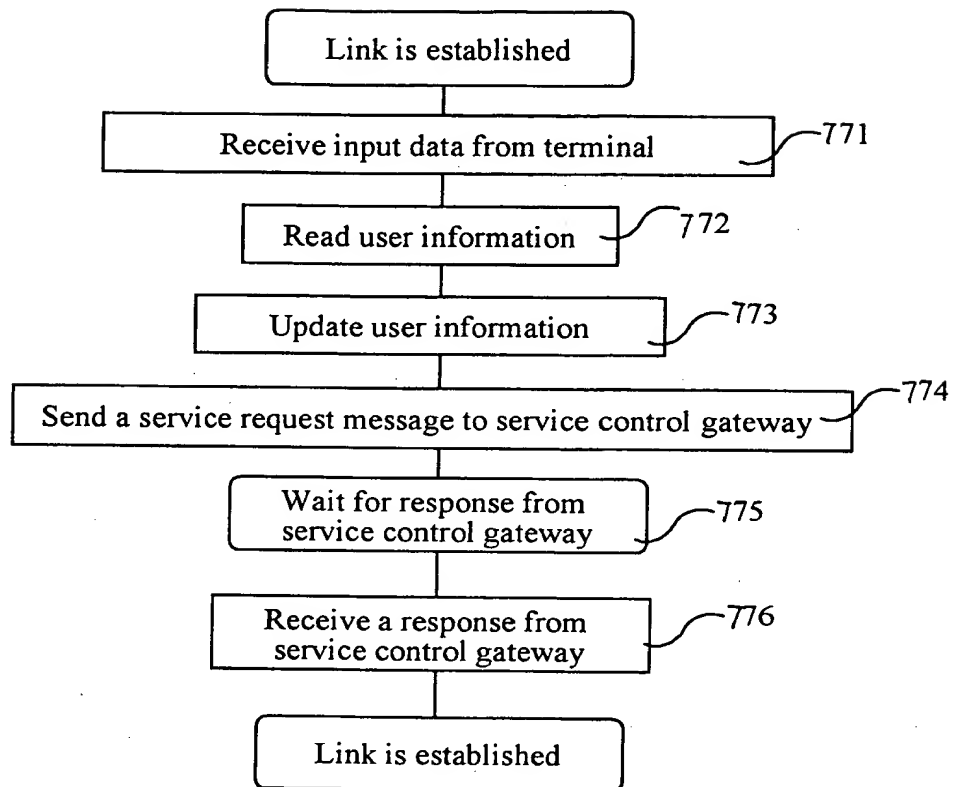 Link is established
Receive input data from terminal
771
Read user information
772
Update user information
773
Send a service request message to service control gateway
774
Wait for response from
service control gateway
775
Receive a response from
service control gateway
776
Link is established